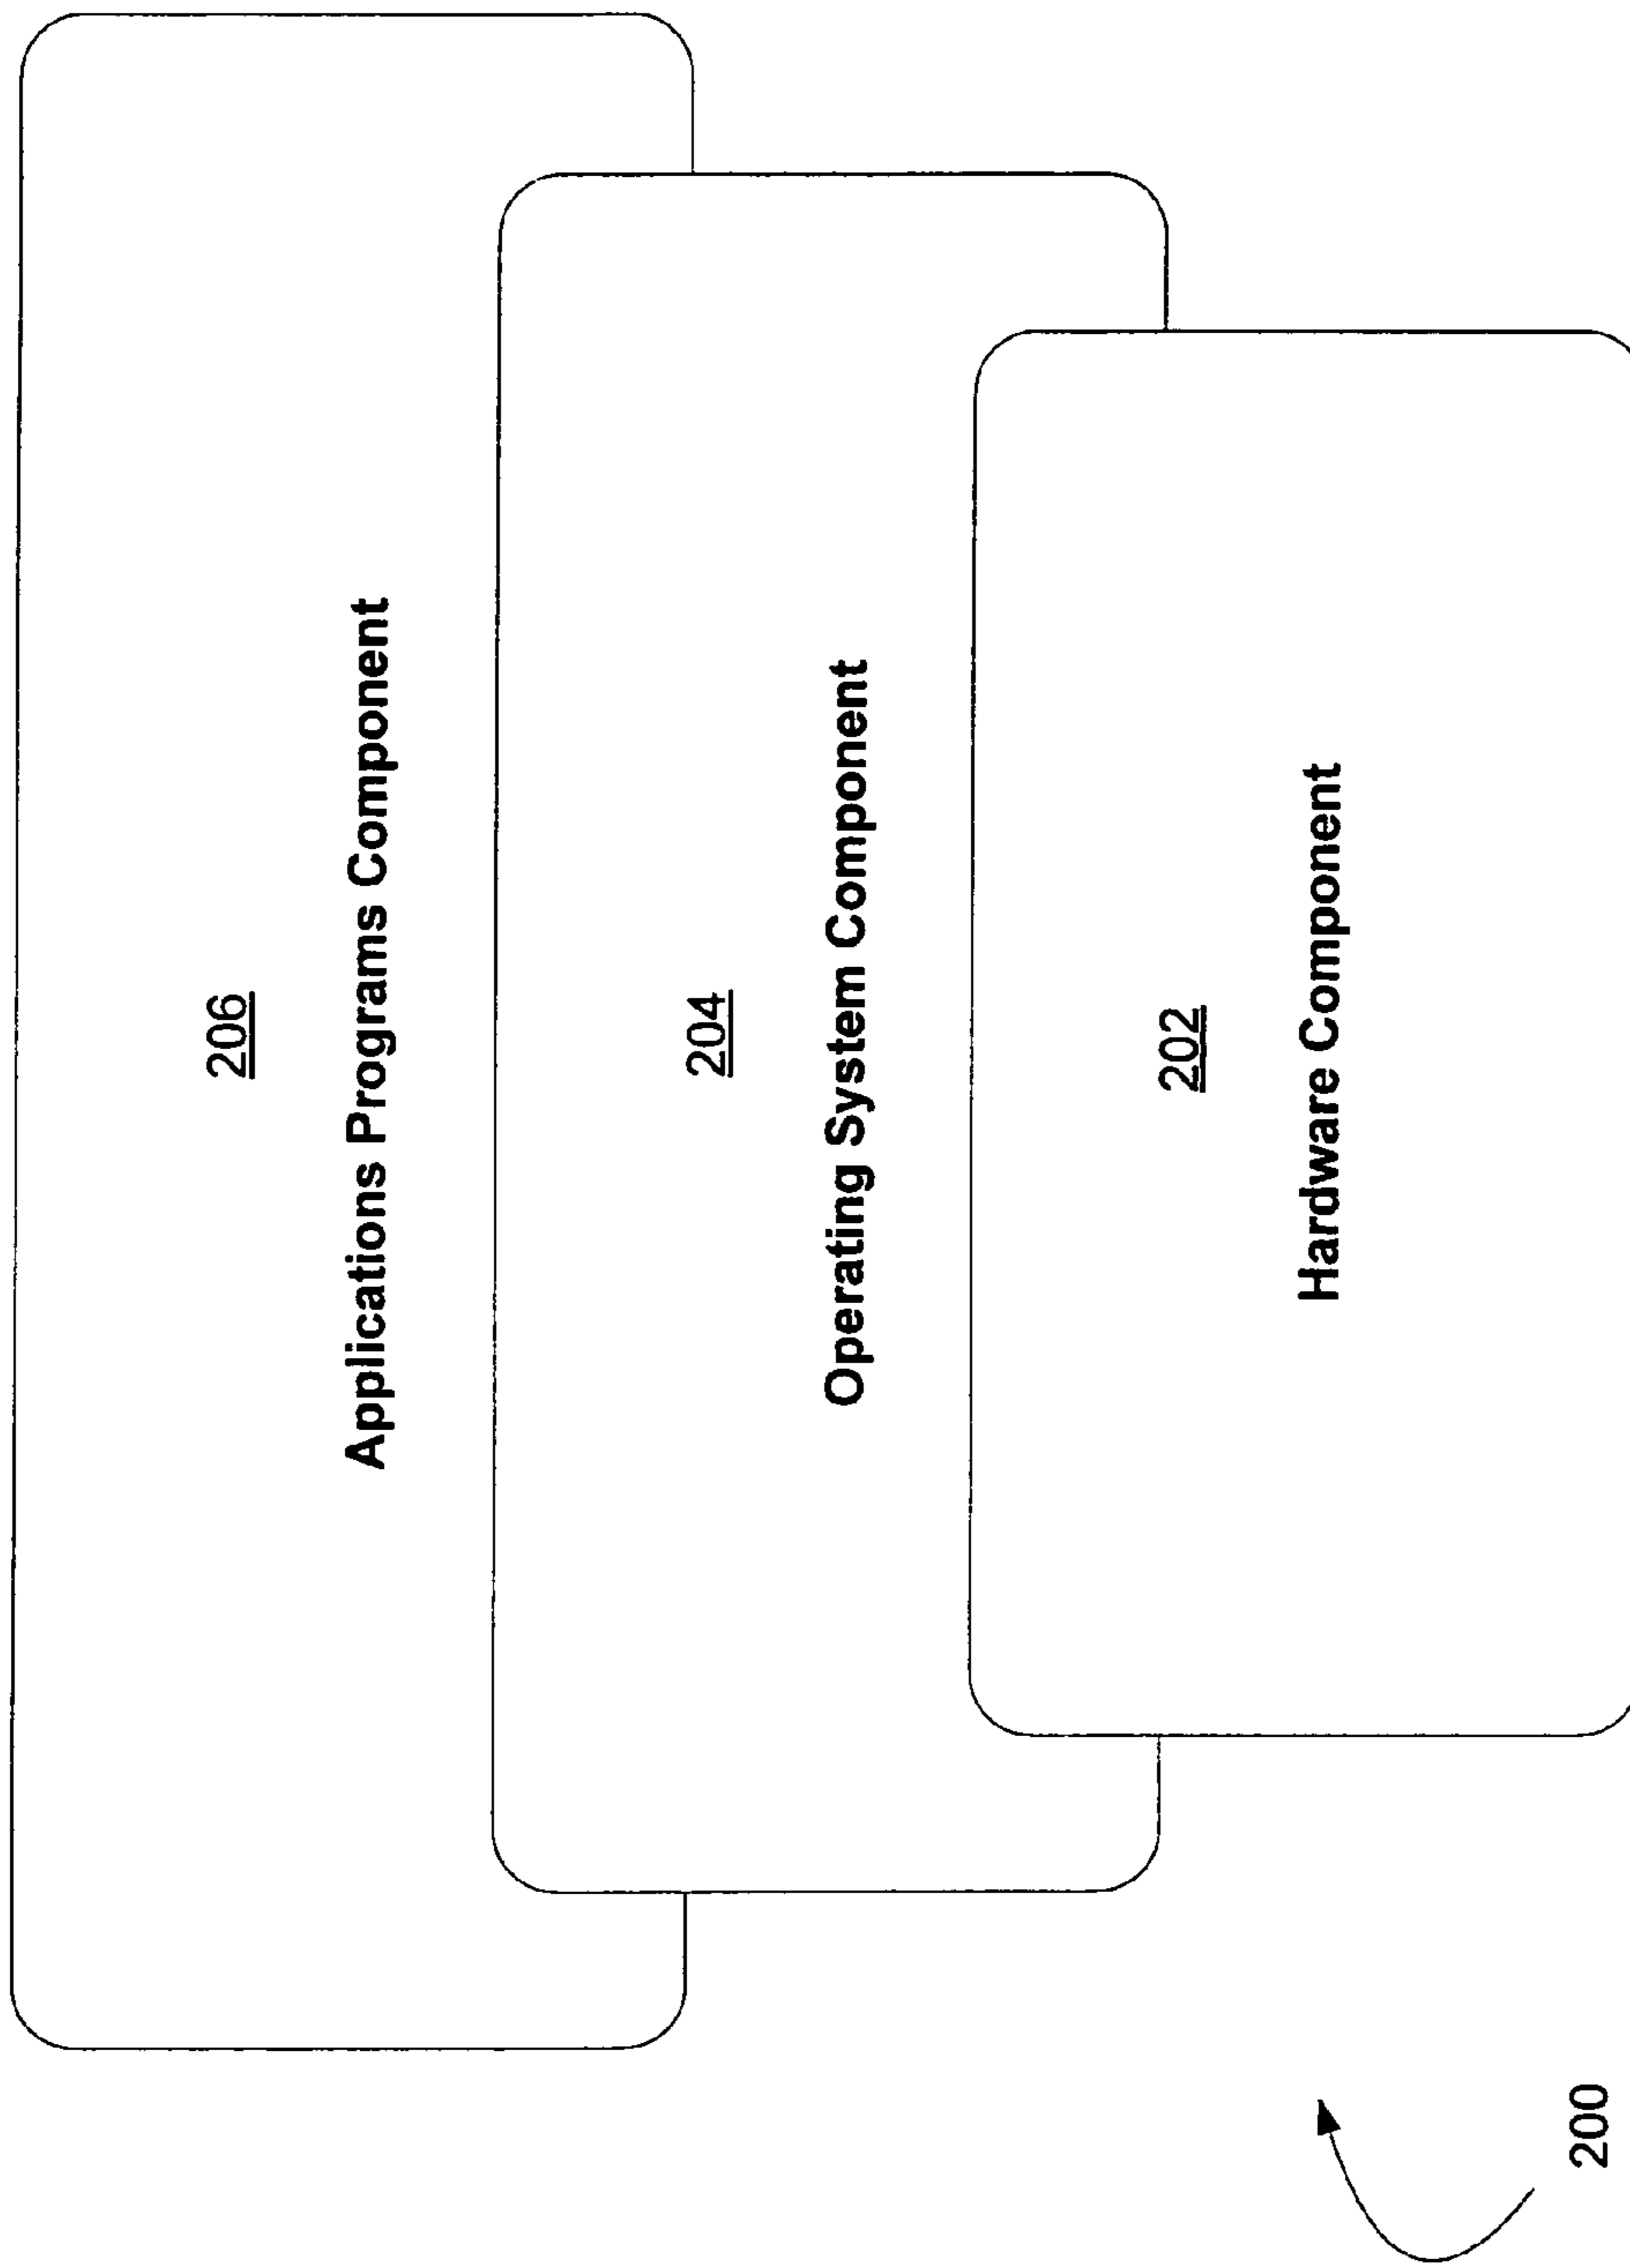 206
Applications Programs Component
204
Operating System Component
202
Hardware Component
200